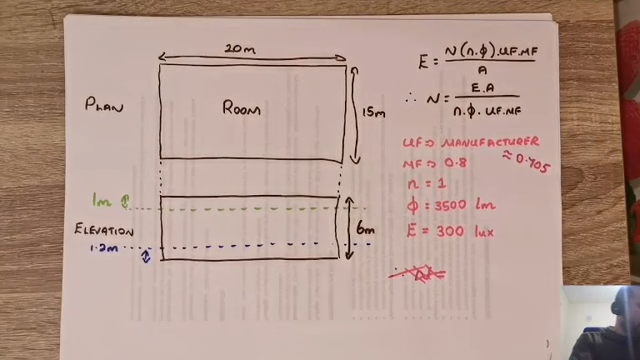 20m
PLAN
ROOM
15m
1m
ELEVATION
1.2m
6m
E = N(n.ϕ).UF.MF / A
∴ N = E.A / n.ϕ.UF.MF
UF => MANUFACTURER
≈ 0.905
MF => 0.8
n = 1
ϕ = 3500 lm
E = 300 lux